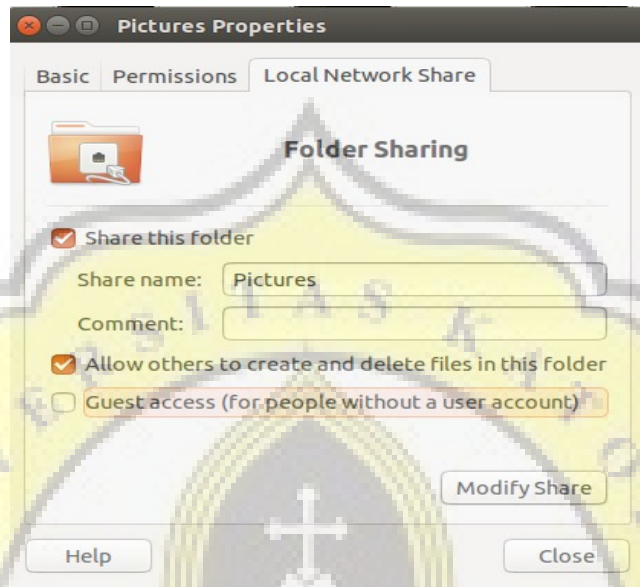 Pictures Properties
Basic Permissions Local Network Share
Folder Sharing
Share this folder
Share name: Pictures
Comment:
Allow others to create and delete files in this folder
Guest access (for people without a user account)
Modify Share
Help Close